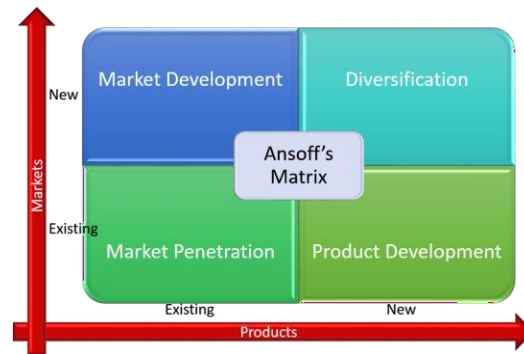 Market Development
Diversification
New
Ansoff's
Matrix
Markets
Existing
Market Penetration
Product Development
Existing
New
Products